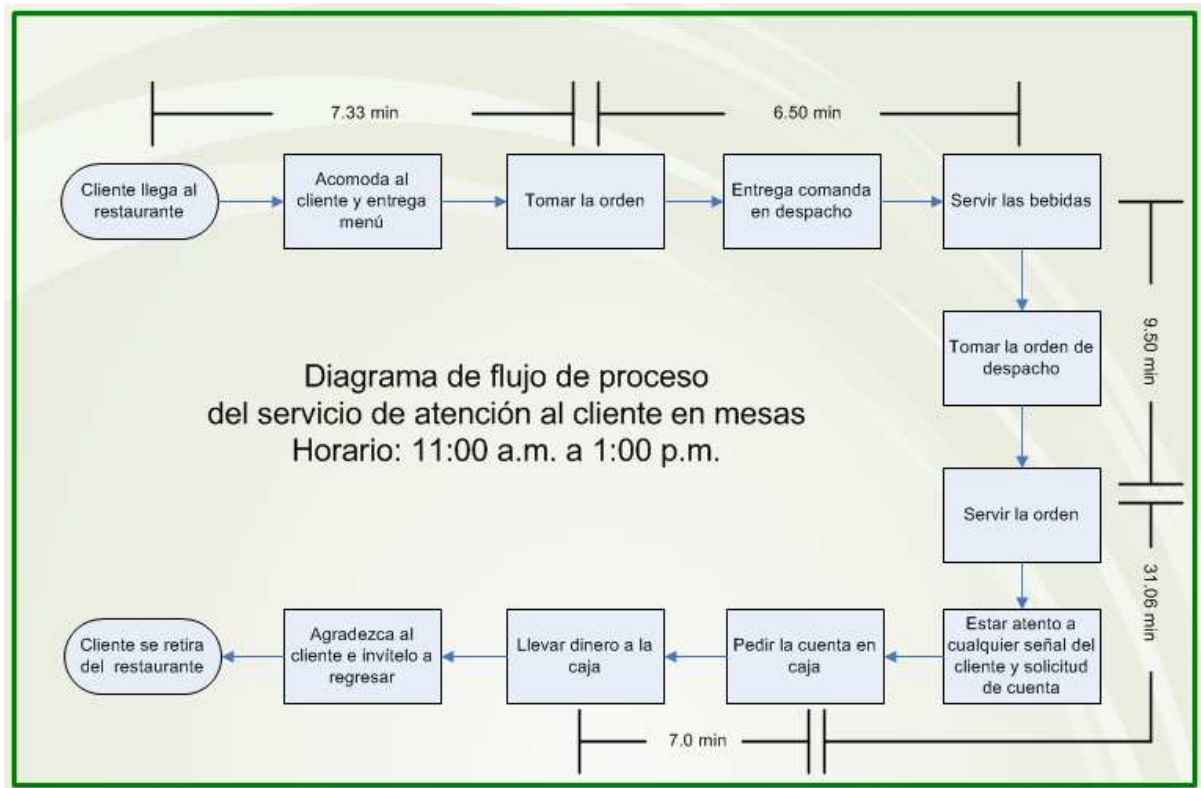 7.33 min
6.50 min
Cliente llega al
restaurante
Acomoda al
cliente y entrega
menú
Tomar la orden
Entrega comanda
en despacho
Servir las bebidas
9.50 min
Tomar la orden de
despacho
Diagrama de flujo de proceso
del servicio de atención al cliente en mesas
Horario: 11:00 a.m. a 1:00 p.m.
Servir la orden
31.06 min
Estar atento a
cualquier señal del
cliente y solicitud
de cuenta
Pedir la cuenta en
caja
Llevar dinero a la
caja
Agradezca al
cliente e invítelo a
regresar
Cliente se retira
del restaurante
7.0 min